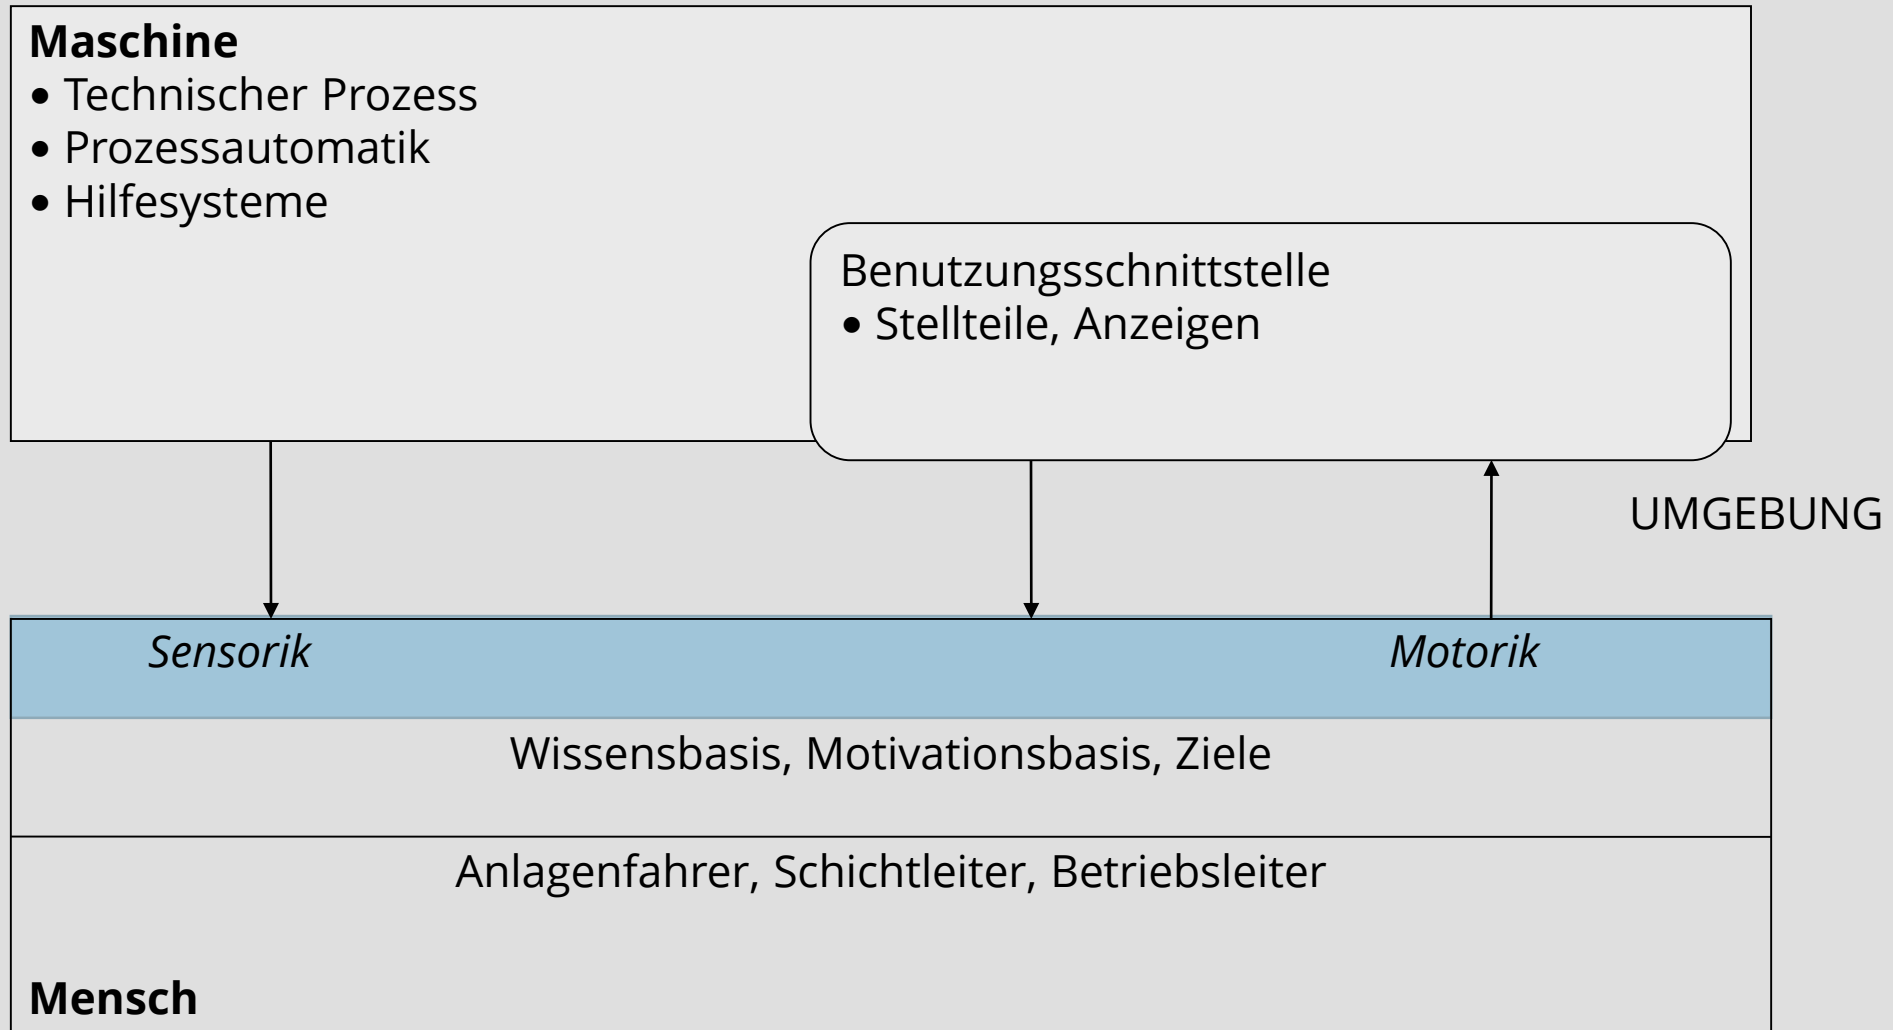 Maschine
• Technischer Prozess
• Prozessautomatik
• Hilfesysteme
Benutzungsschnittstelle
• Stellteile, Anzeigen
UMGEBUNG
Sensorik
Motorik
Wissensbasis, Motivationsbasis, Ziele
Anlagenfahrer, Schichtleiter, Betriebsleiter
Mensch